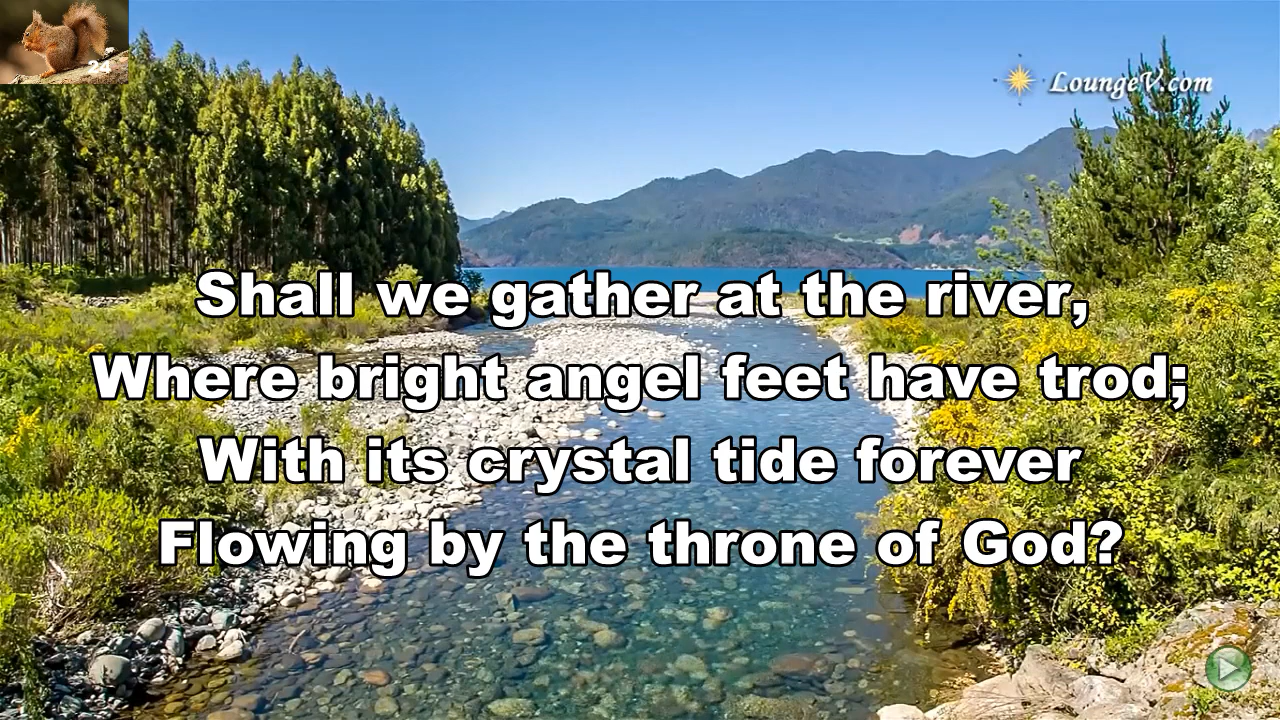 24
LoungeV.com
Shall we gather at the river,
Where bright angel feet have trod;
With its crystal tide forever
Flowing by the throne of God?